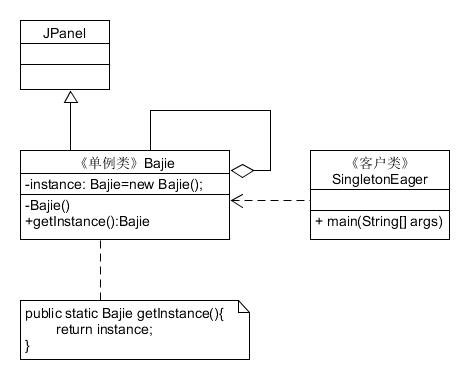 JPanel
《单例类》Bajie
-instance: Bajie=new Bajie();
-Bajie()
+getInstance():Bajie
《客户类》
SingletonEager
+ main(String[] args)
public static Bajie getInstance(){
return instance;
}